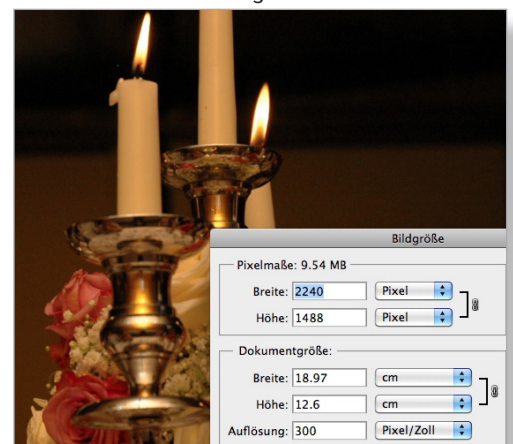 Bildgröße
Pixelmaße: 9.54 MB
Breite: 2240 Pixel
Höhe: 1488 Pixel
Dokumentgröße:
Breite: 18.97 cm
Höhe: 12.6 cm
Auflösung: 300 Pixel/Zoll